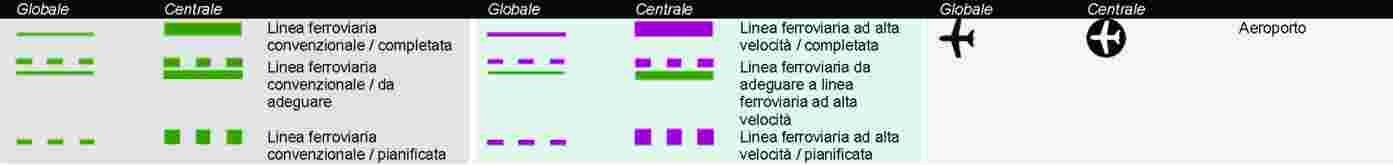 Globale Centrale
Linea ferroviaria
convenzionale / completata
Linea ferroviaria
convenzionale / da
adeguare
Linea ferroviaria
convenzionale / pianificata
Globale Centrale
Linea ferroviaria ad alta
velocità / completata
Linea ferroviaria da
adeguare a linea
ferroviaria ad alta
velocità
Linea ferroviaria ad alta
velocità / pianificata
Globale Centrale
Aeroporto